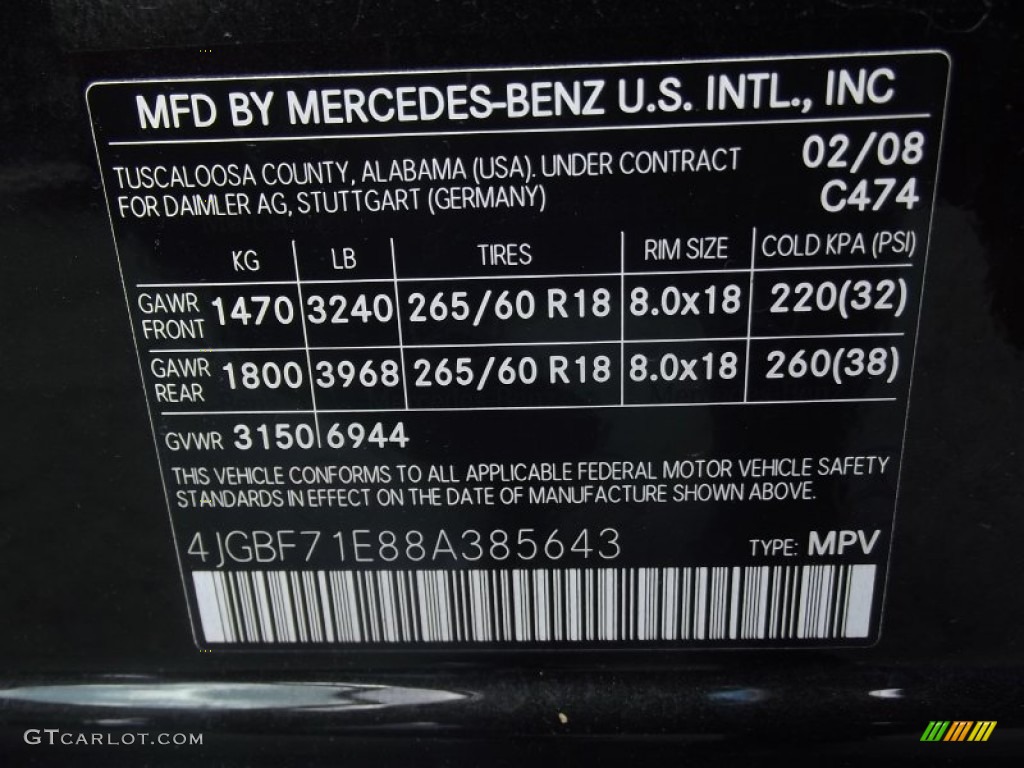 MFD BY MERCEDES-BENZ U.S. INTL., INC
TUSCALOOSA COUNTY, ALABAMA (USA). UNDER CONTRACT 02/08
FOR DAIMLER AG, STUTTGART (GERMANY) C474
KG LB TIRES RIM SIZE COLD KPA (PSI)
GAWR FRONT 1470 3240 265/60 R18 8.0x18 220(32)
GAWR REAR 1800 3968 265/60 R18 8.0x18 260(38)
GVWR 3150 6944
THIS VEHICLE CONFORMS TO ALL APPLICABLE FEDERAL MOTOR VEHICLE SAFETY
STANDARDS IN EFFECT ON THE DATE OF MANUFACTURE SHOWN ABOVE.
4JGBF71E88A385643 TYPE: MPV
GTCARLOT.COM